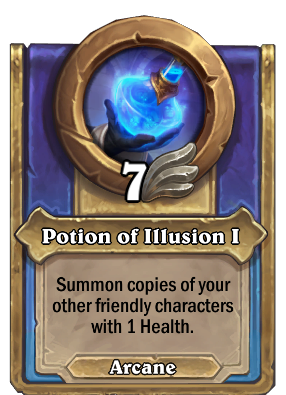 7
Potion of Illusion I
Summon copies of your
other friendly characters
with 1 Health.
Arcane